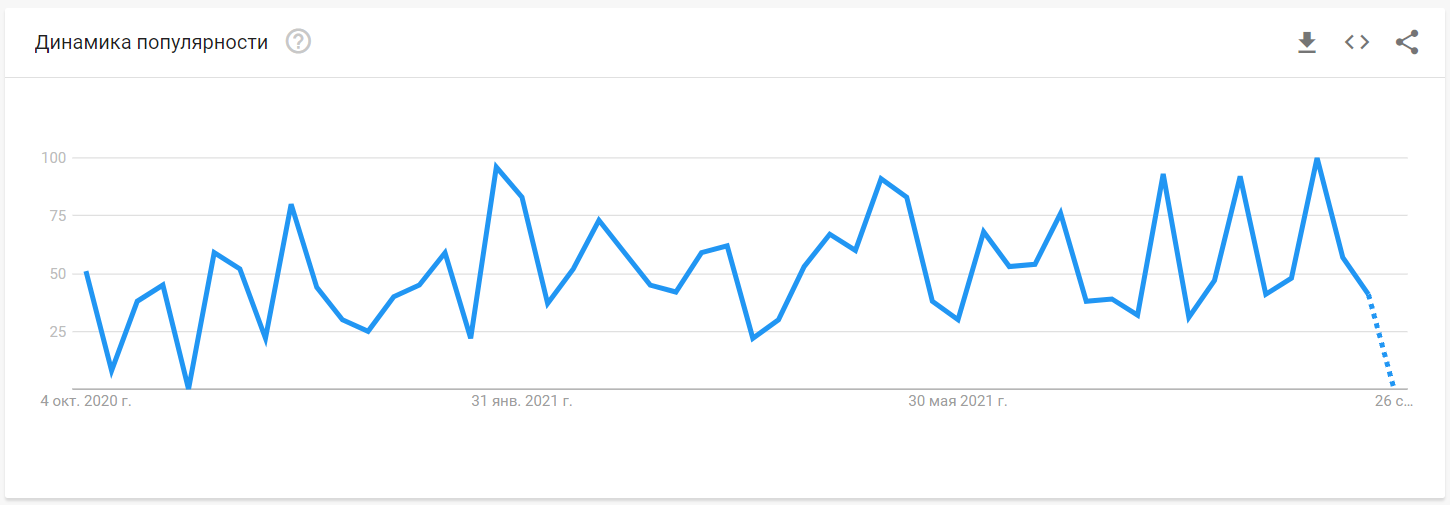 Динамика популярности
100
75
50
25
4 окт. 2020 г.
31 янв. 2021 г.
30 мая 2021 г.
26 с...